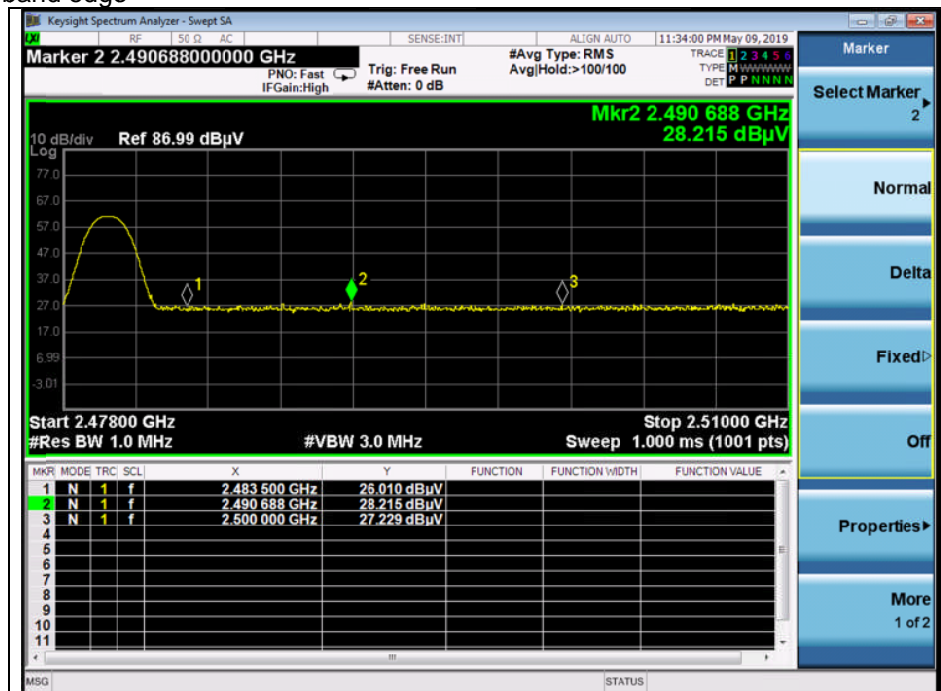 band edge
Keysight Spectrum Analyzer - Swept SA
LXI RF 50 Ω AC SENSE:INT ALIGN AUTO 11:34:00 PM May 09, 2019
Marker 2 2.490688000000 GHz
PNO: Fast
IFGain:High
Trig: Free Run
#Atten: 0 dB
#Avg Type: RMS
Avg|Hold:>100/100
TRACE 1 2 3 4 5 6
TYPE M WWWWW
DET P P N N N N
Mkr2 2.490 688 GHz
28.215 dBµV
10 dB/div Ref 86.99 dBµV
Log
77.0
67.0
57.0
47.0
37.0
27.0
17.0
6.99
-3.01
1
2
3
Start 2.47800 GHz Stop 2.51000 GHz
#Res BW 1.0 MHz #VBW 3.0 MHz Sweep 1.000 ms (1001 pts)
MKR MODE TRC SCL X Y FUNCTION FUNCTION WIDTH FUNCTION VALUE
1 N 1 f 2.483 500 GHz 26.010 dBµV
2 N 1 f 2.490 688 GHz 28.215 dBµV
3 N 1 f 2.500 000 GHz 27.229 dBµV
4
5
6
7
8
9
10
11
MSG STATUS
Marker
Select Marker
2
Normal
Delta
Fixed
Off
Properties
More
1 of 2